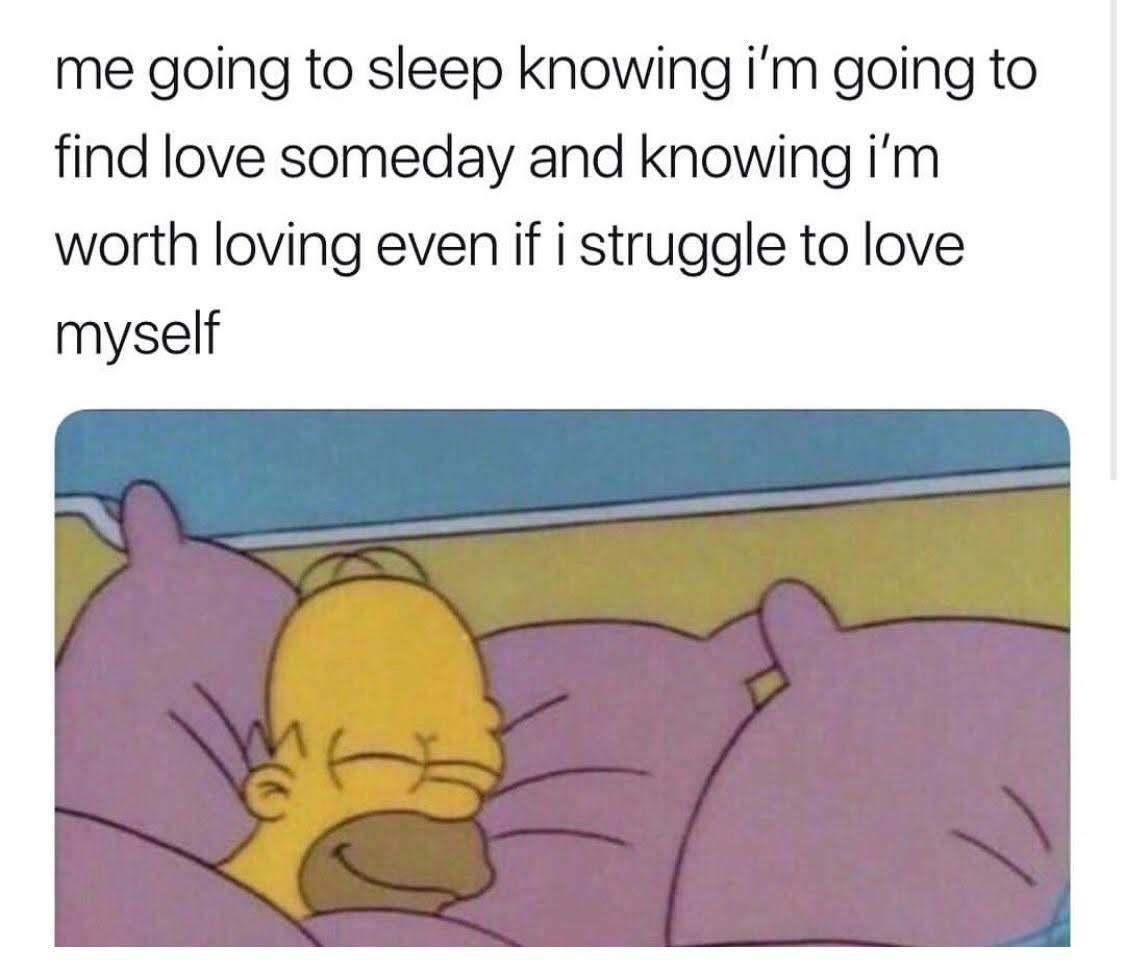 me going to sleep knowing i'm going to
find love someday and knowing i'm
worth loving even if i struggle to love
myself